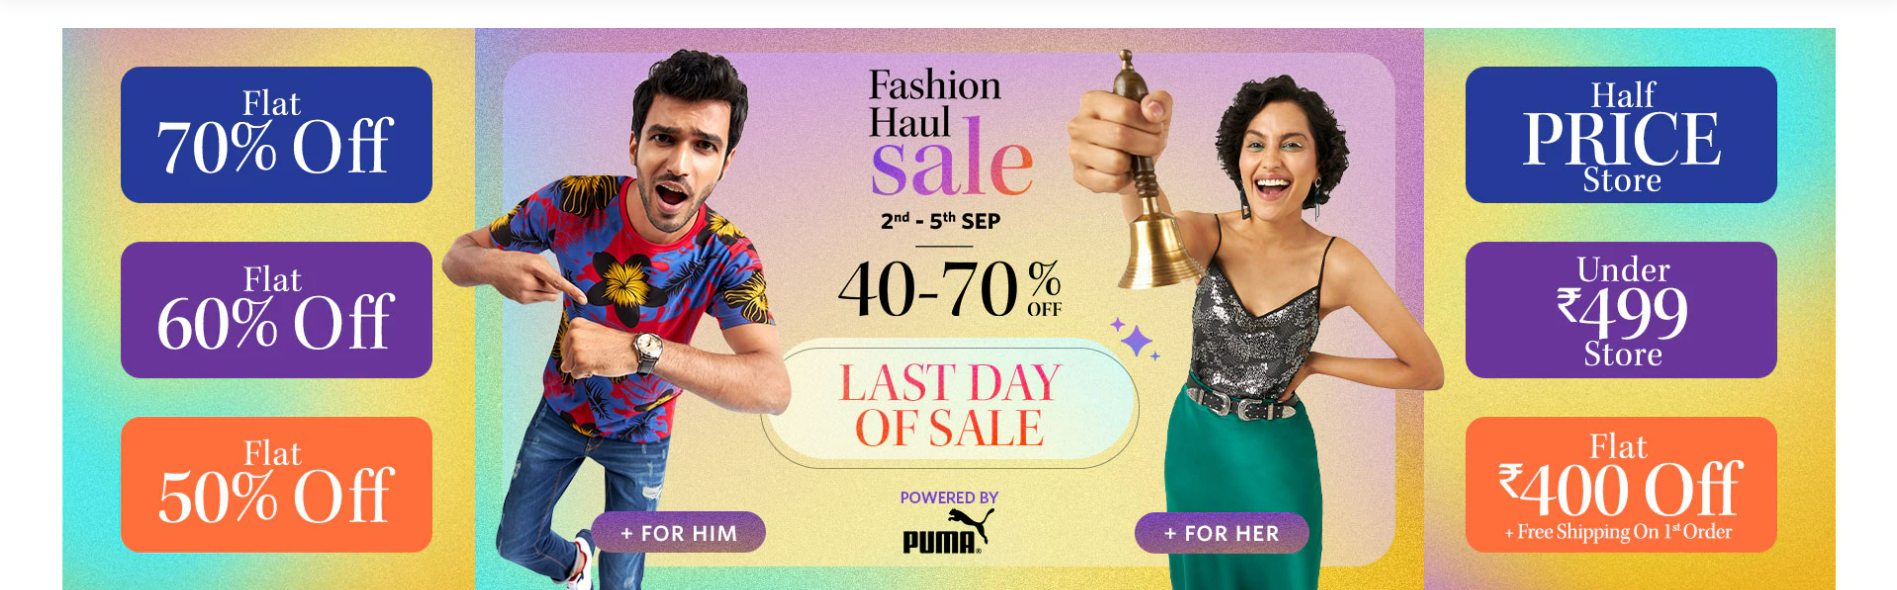 Flat
70% Off
Flat
60% Off
Flat
50% Off
Fashion
Haul
sale
2nd - 5th SEP
40-70% OFF
LAST DAY
OF SALE
POWERED BY
PUMA
+ FOR HIM
+ FOR HER
Half
PRICE
Store
Under
₹499
Store
Flat
₹400 Off
+ Free Shipping On 1st Order